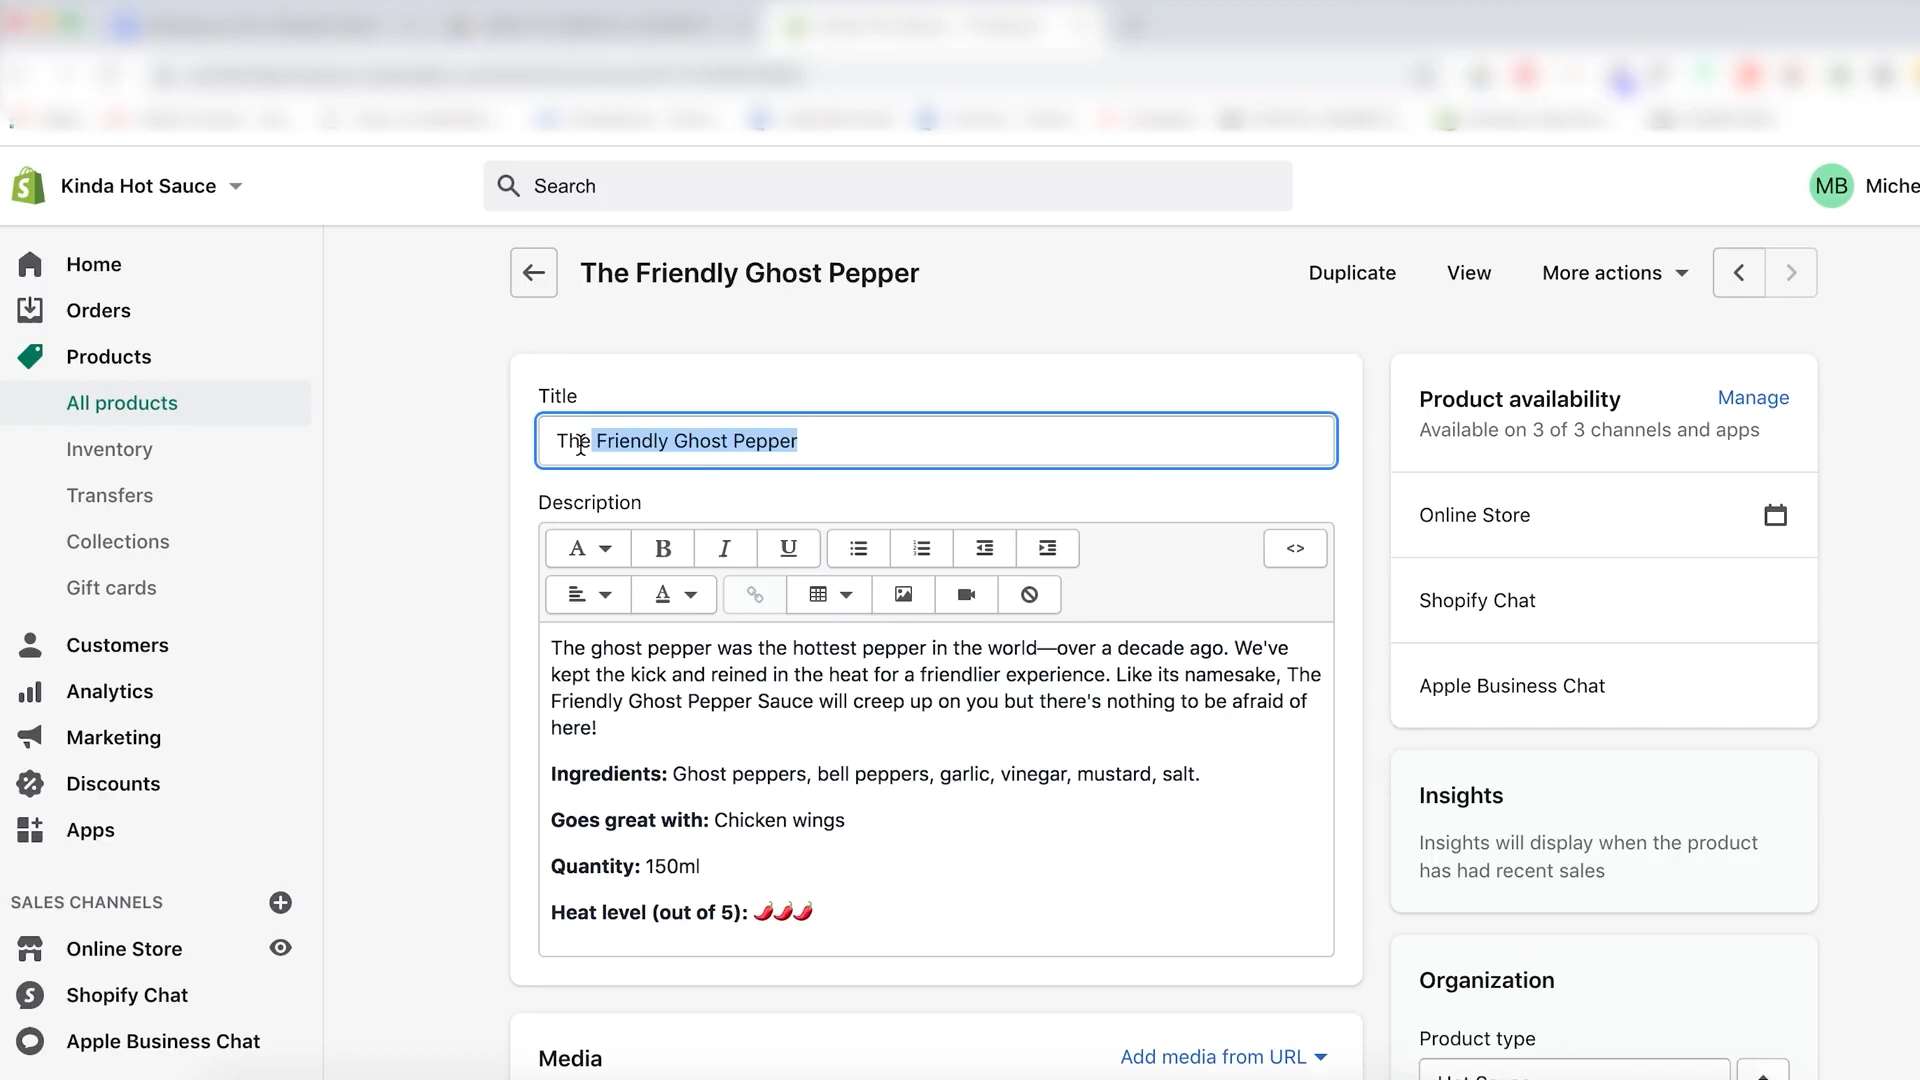 Kinda Hot Sauce
Search
MB Miche
Home
Orders
Products
All products
Inventory
Transfers
Collections
Gift cards
Customers
Analytics
Marketing
Discounts
Apps
SALES CHANNELS
Online Store
Shopify Chat
Apple Business Chat
The Friendly Ghost Pepper
Duplicate
View
More actions
Title
The Friendly Ghost Pepper
Description
A B I U <>
A
The ghost pepper was the hottest pepper in the world—over a decade ago. We've
kept the kick and reined in the heat for a friendlier experience. Like its namesake, The
Friendly Ghost Pepper Sauce will creep up on you but there's nothing to be afraid of
here!
Ingredients: Ghost peppers, bell peppers, garlic, vinegar, mustard, salt.
Goes great with: Chicken wings
Quantity: 150ml
Heat level (out of 5): 🌶️🌶️🌶️
Media
Add media from URL
Product availability
Manage
Available on 3 of 3 channels and apps
Online Store
Shopify Chat
Apple Business Chat
Insights
Insights will display when the product
has had recent sales
Organization
Product type
Hot Sauce